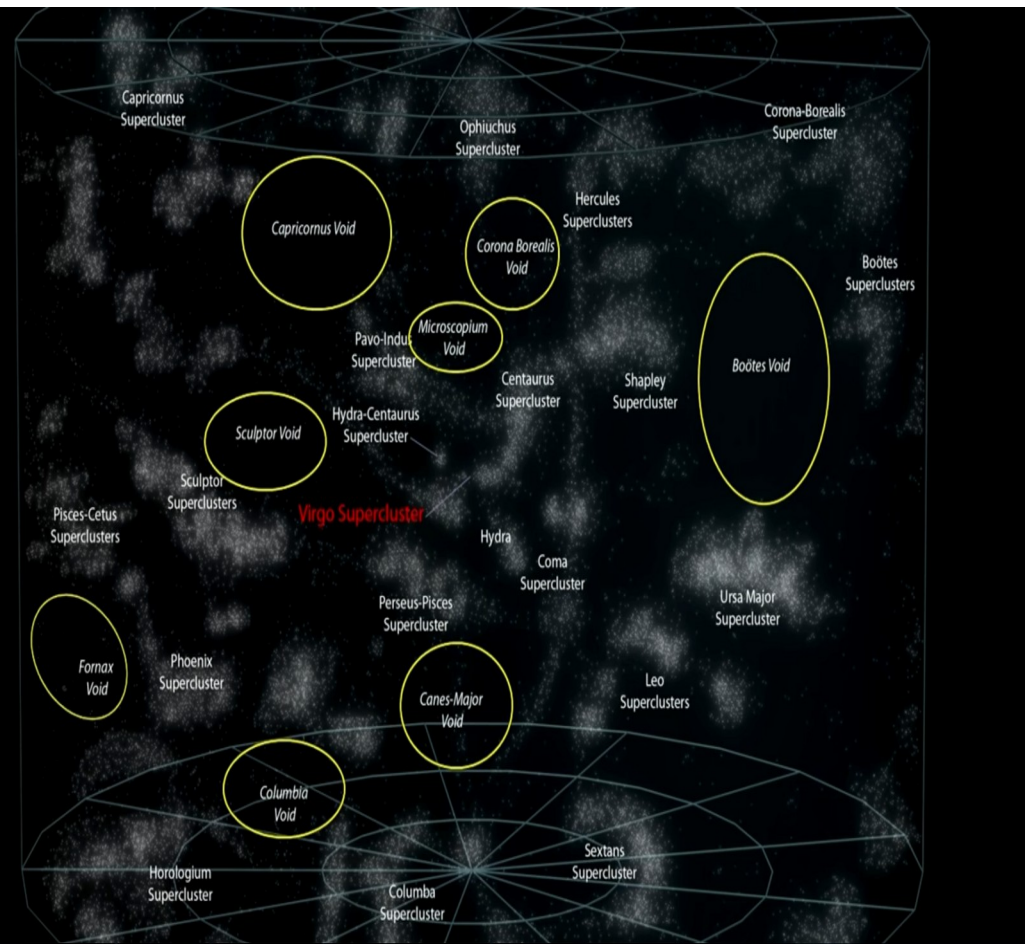 Capricornus
Supercluster
Ophiuchus
Supercluster
Corona-Borealis
Supercluster
Capricornus Void
Corona Borealis
Void
Hercules
Superclusters
Boötes
Superclusters
Pavo-Indus
Supercluster
Microscopium
Void
Centaurus
Supercluster
Shapley
Supercluster
Boötes Void
Sculptor Void
Hydra-Centaurus
Supercluster
Sculptor
Superclusters
Virgo Supercluster
Pisces-Cetus
Superclusters
Hydra
Coma
Supercluster
Perseus-Pisces
Supercluster
Ursa Major
Supercluster
Fornax
Void
Phoenix
Supercluster
Canes-Major
Void
Leo
Superclusters
Columbia
Void
Horologium
Supercluster
Columba
Supercluster
Sextans
Supercluster